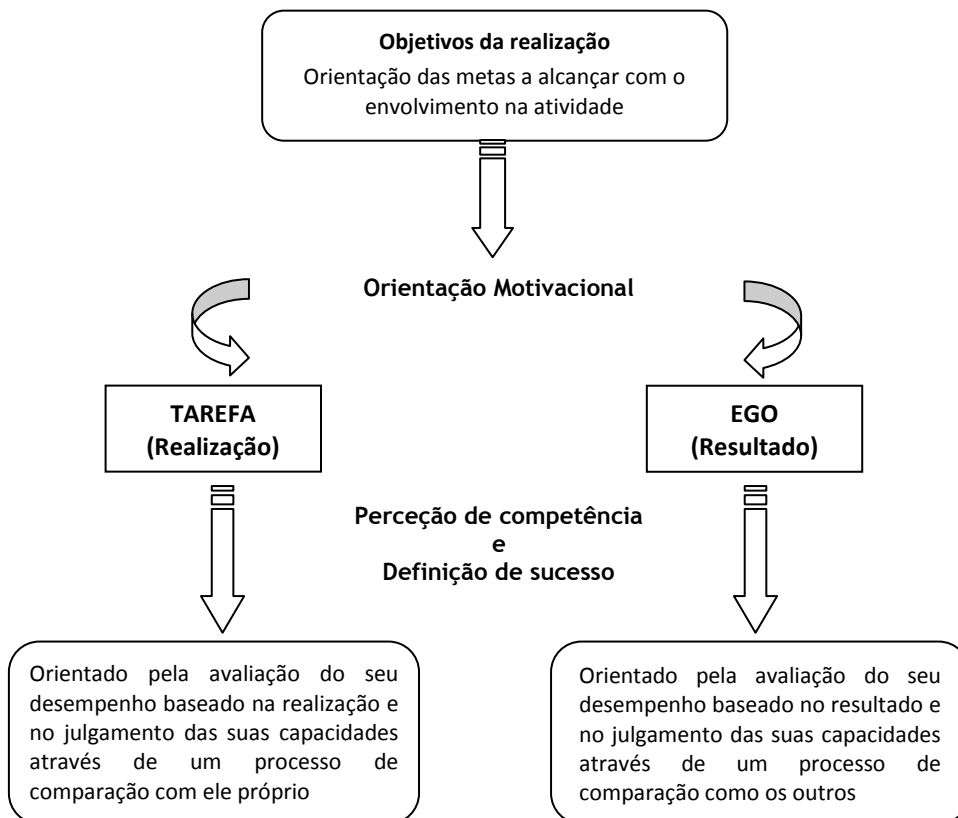 Objetivos da realização
Orientação das metas a alcançar com o
envolvimento na atividade
Orientação Motivacional
TAREFA
(Realização)
EGO
(Resultado)
Perceção de competência
e
Definição de sucesso
Orientado pela avaliação do seu
desempenho baseado na realização e
no julgamento das suas capacidades
através de um processo de
comparação com ele próprio
Orientado pela avaliação do seu
desempenho baseado no resultado e
no julgamento das suas capacidades
através de um processo de
comparação como os outros